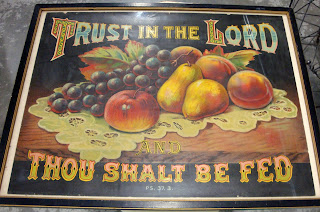 TRUST IN THE LORD
AND
THOU SHALT BE FED
PS. 37. 3.